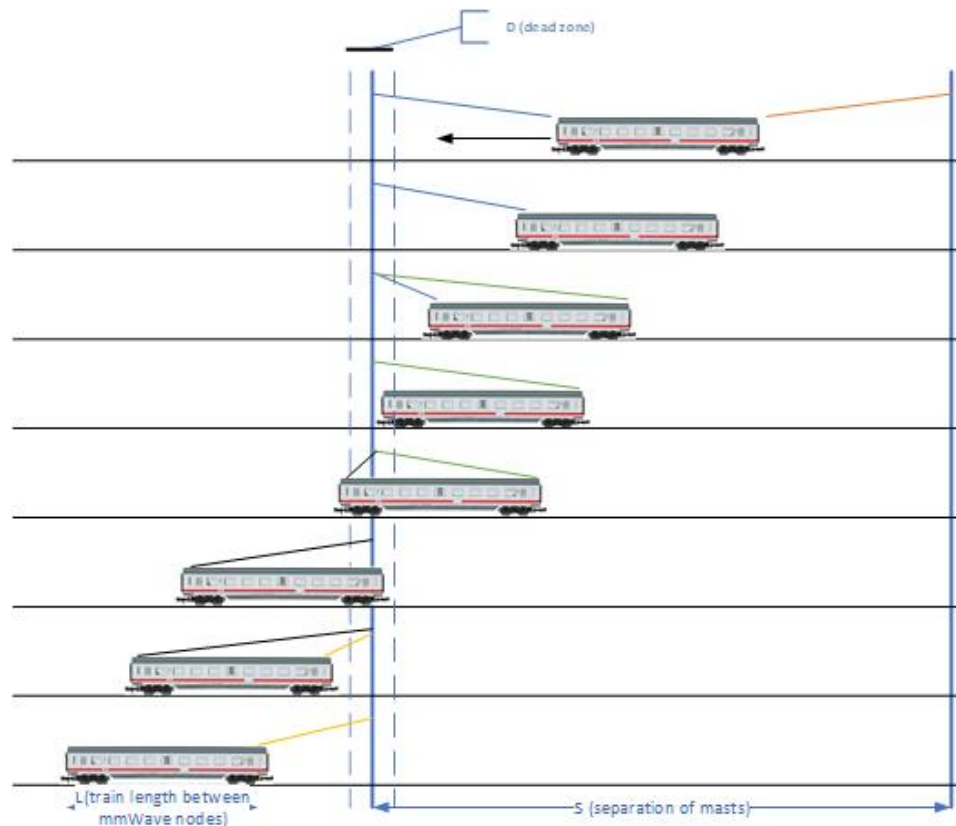 D (dead zone)
L(train length between
mmWave nodes)
S (separation of masts)